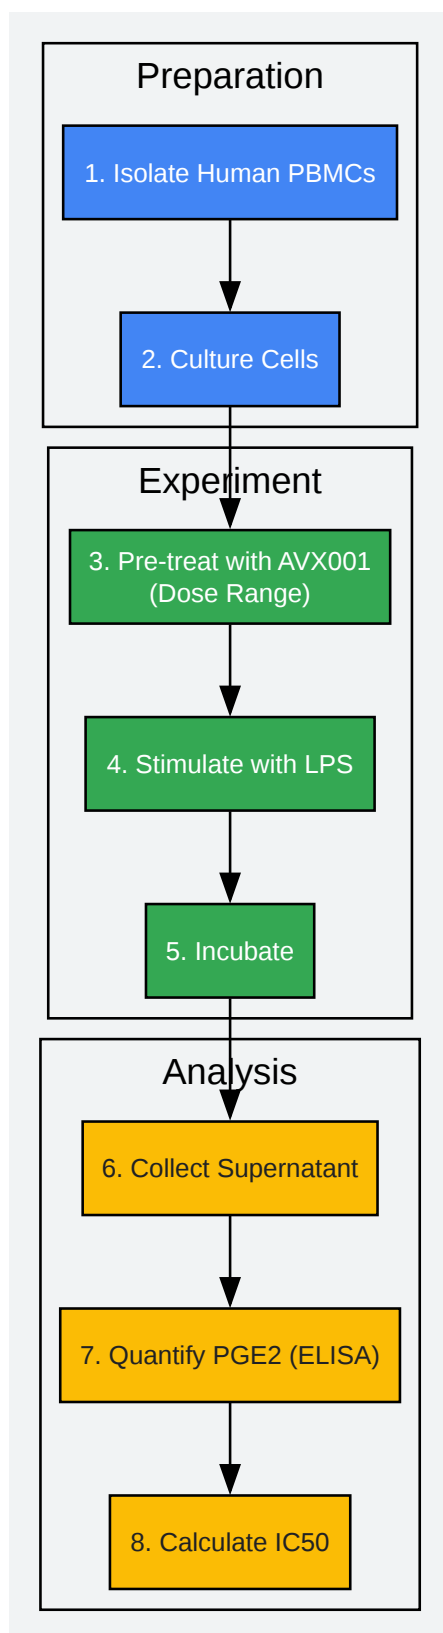 Preparation
1. Isolate Human PBMCs
2. Culture Cells
Experiment
3. Pre-treat with AVX001
(Dose Range)
4. Stimulate with LPS
5. Incubate
Analysis
6. Collect Supernatant
7. Quantify PGE2 (ELISA)
8. Calculate IC50